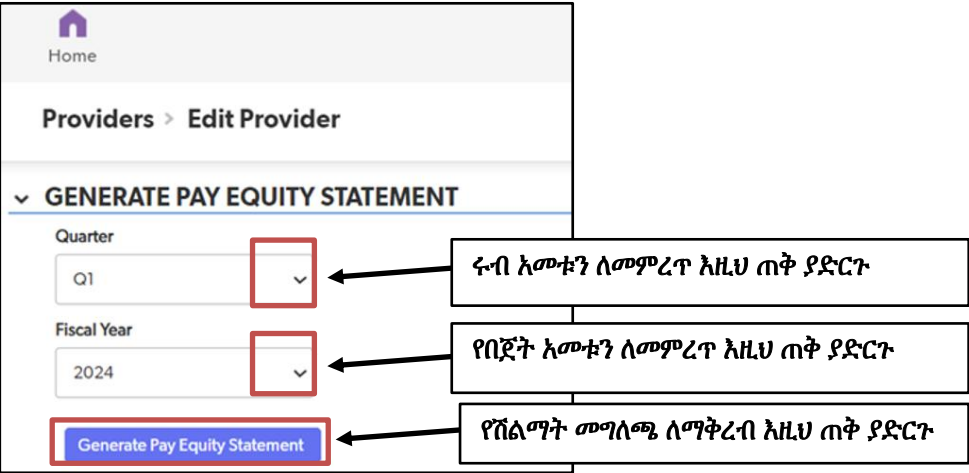 Home
Providers > Edit Provider
GENERATE PAY EQUITY STATEMENT
Quarter
Q1
ሩብ አመቱን ለመምረጥ እዚህ ጠቅ ያድርጉ
Fiscal Year
2024
የበጀት አመቱን ለመምረጥ እዚህ ጠቅ ያድርጉ
Generate Pay Equity Statement
የሽልማት መግለጫ ለማቅረብ እዚህ ጠቅ ያድርጉ